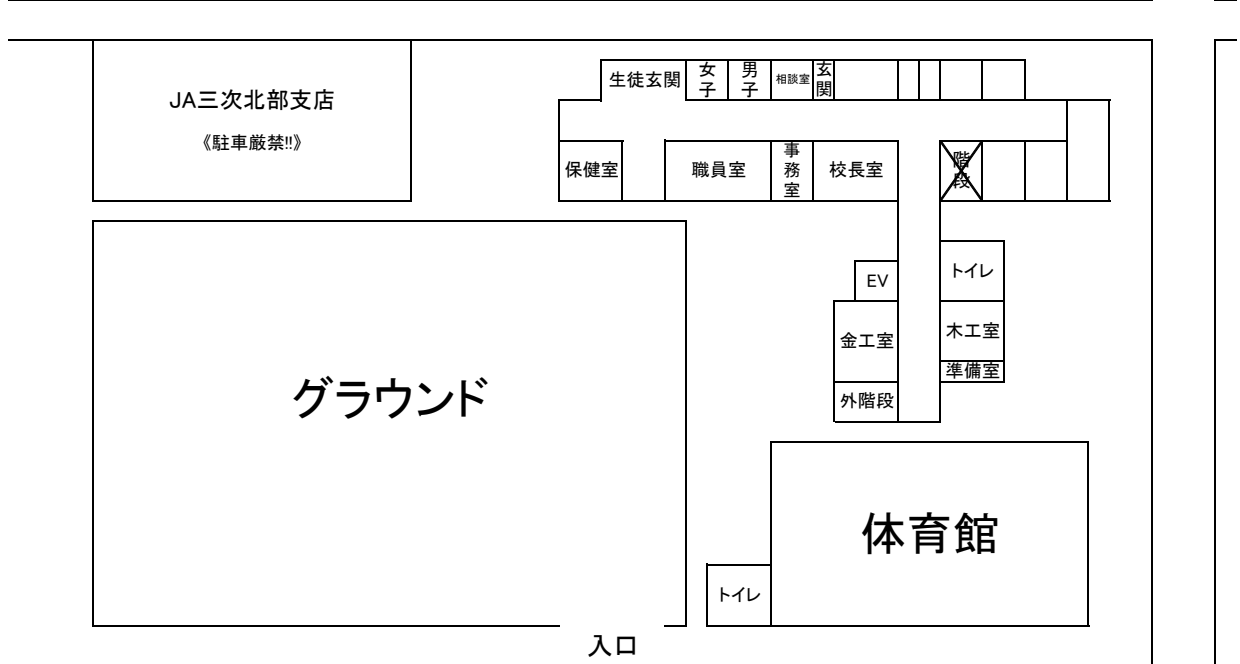 JA三次北部支店
《駐車厳禁!!》
生徒玄関
女子
男子
相談室
玄関
保健室
職員室
事務室
校長室
階段
EV
トイレ
金工室
木工室
準備室
外階段
グラウンド
体育館
トイレ
入口